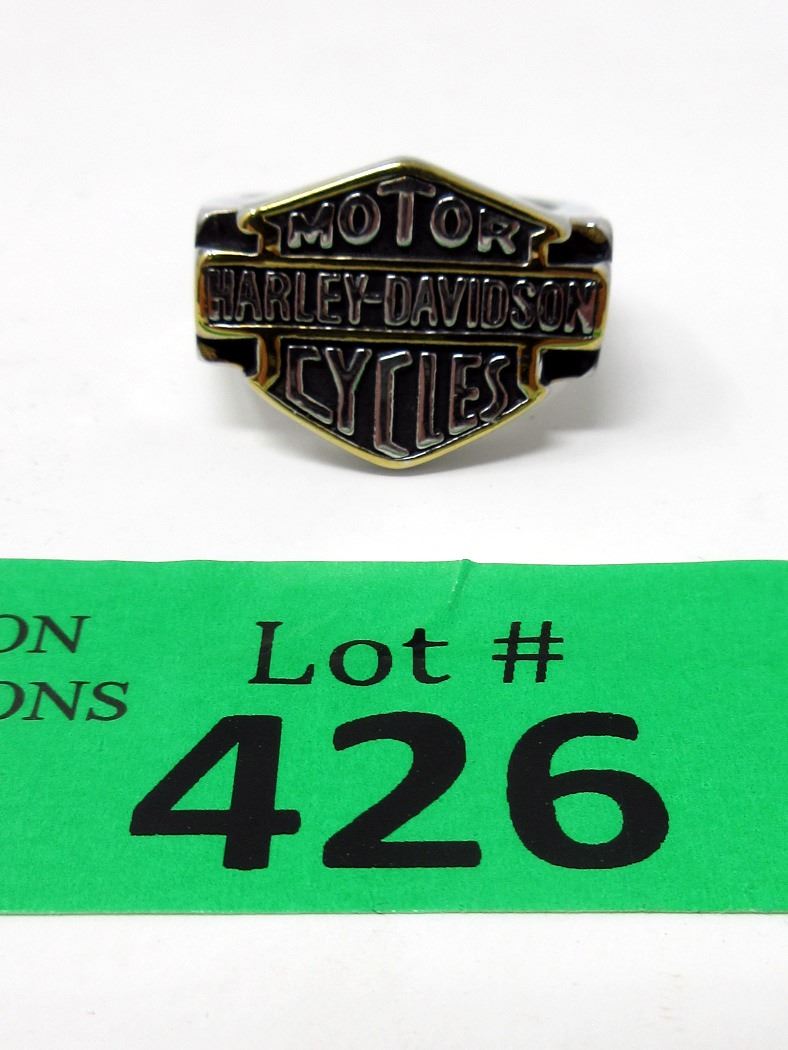 MOTOR
HARLEY-DAVIDSON
CYCLES
ON
ONS
Lot #
426